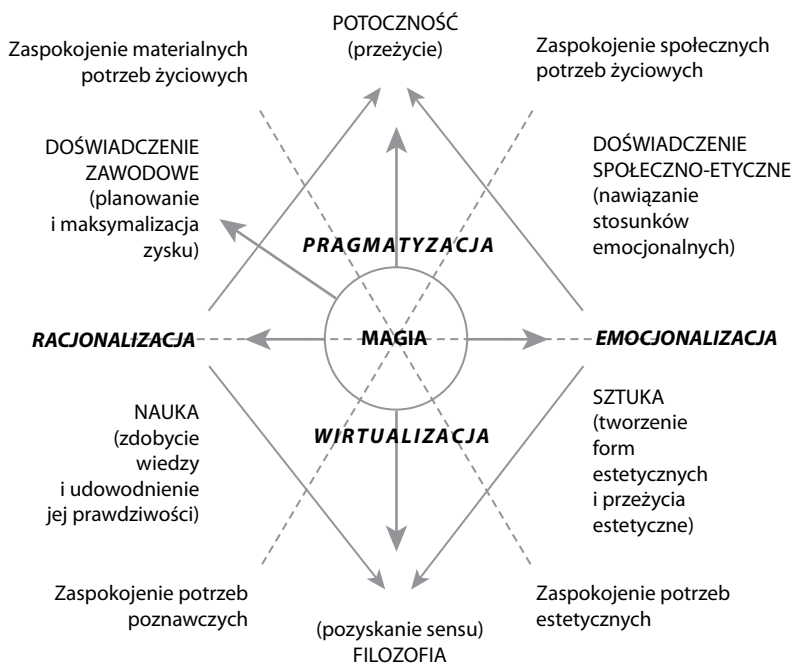 POTOCZNOŚĆ
(przeżycie)
Zaspokojenie materialnych
potrzeb życiowych
Zaspokojenie społecznych
potrzeb życiowych
DOŚWIADCZENIE
ZAWODOWE
(planowanie
i maksymalizacja
zysku)
DOŚWIADCZENIE
SPOŁECZNO-ETYCZNE
(nawiązanie
stosunków
emocjonalnych)
PRAGMATYZACJA
RACJONALIZACJA
MAGIA
EMOCJONALIZACJA
WIRTUALIZACJA
NAUKA
(zdobycie
wiedzy
i udowodnienie
jej prawdziwości)
SZTUKA
(tworzenie
form
estetycznych
i przeżycia
estetyczne)
Zaspokojenie potrzeb
poznawczych
Zaspokojenie potrzeb
estetycznych
(pozyskanie sensu)
FILOZOFIA